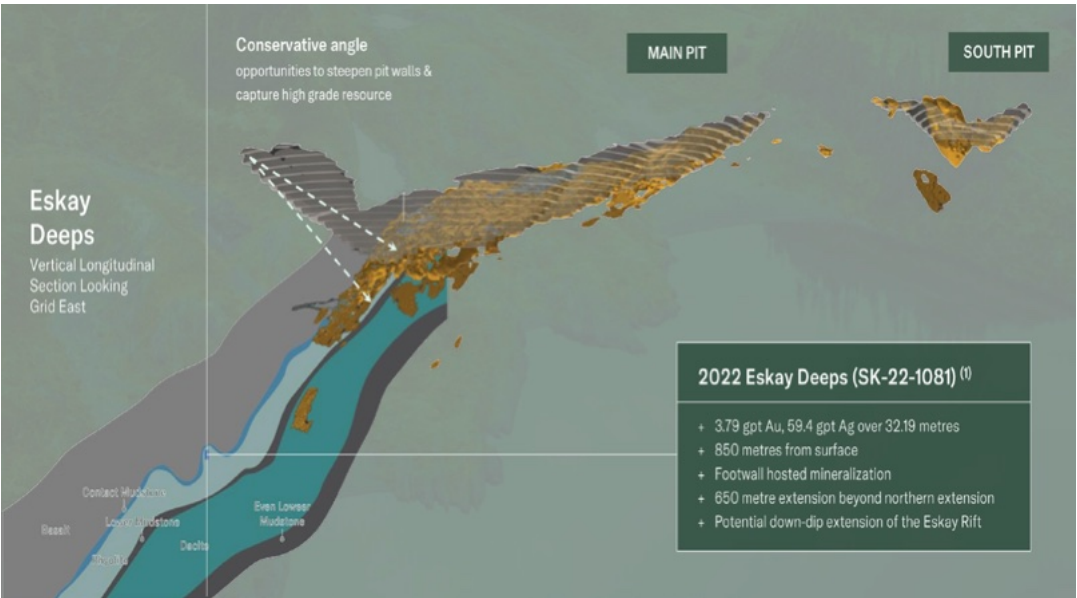 Conservative angle
opportunities to steepen pit walls &
capture high grade resource
MAIN PIT
SOUTH PIT
Eskay
Deeps
Vertical Longitudinal
Section Looking
Grid East
2022 Eskay Deeps (SK-22-1081) (1)
+ 3.79 gpt Au, 59.4 gpt Ag over 32.19 metres
+ 850 metres from surface
+ Footwall hosted mineralization
+ 650 metre extension beyond northern extension
+ Potential down-dip extension of the Eskay Rift
Contact Mudstone
Basalt
Lower Mudstone
Dacite
Even Lower
Mudstone